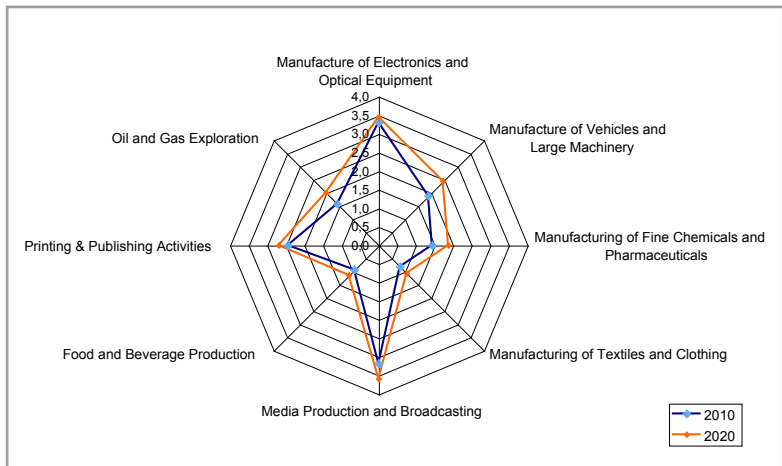 Manufacture of Electronics and
Optical Equipment
4,0
3,5
3,0
2,5
2,0
1,5
1,0
0,5
0,0
Oil and Gas Exploration
Manufacture of Vehicles and
Large Machinery
Printing & Publishing Activities
Manufacturing of Fine Chemicals and
Pharmaceuticals
Food and Beverage Production
Manufacturing of Textiles and Clothing
Media Production and Broadcasting
2010
2020